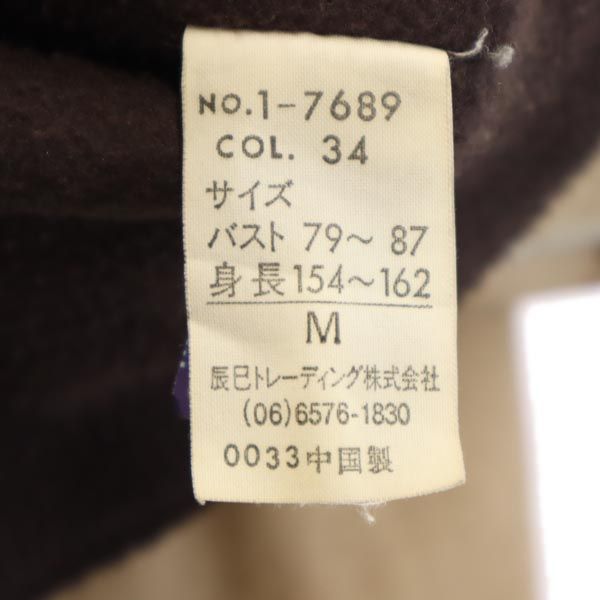 NO.1-7689
COL. 34
サイズ
バスト 79〜 87
身長154〜162
M
辰巳トレーディング株式会社
(06)6576-1830
0033中国製